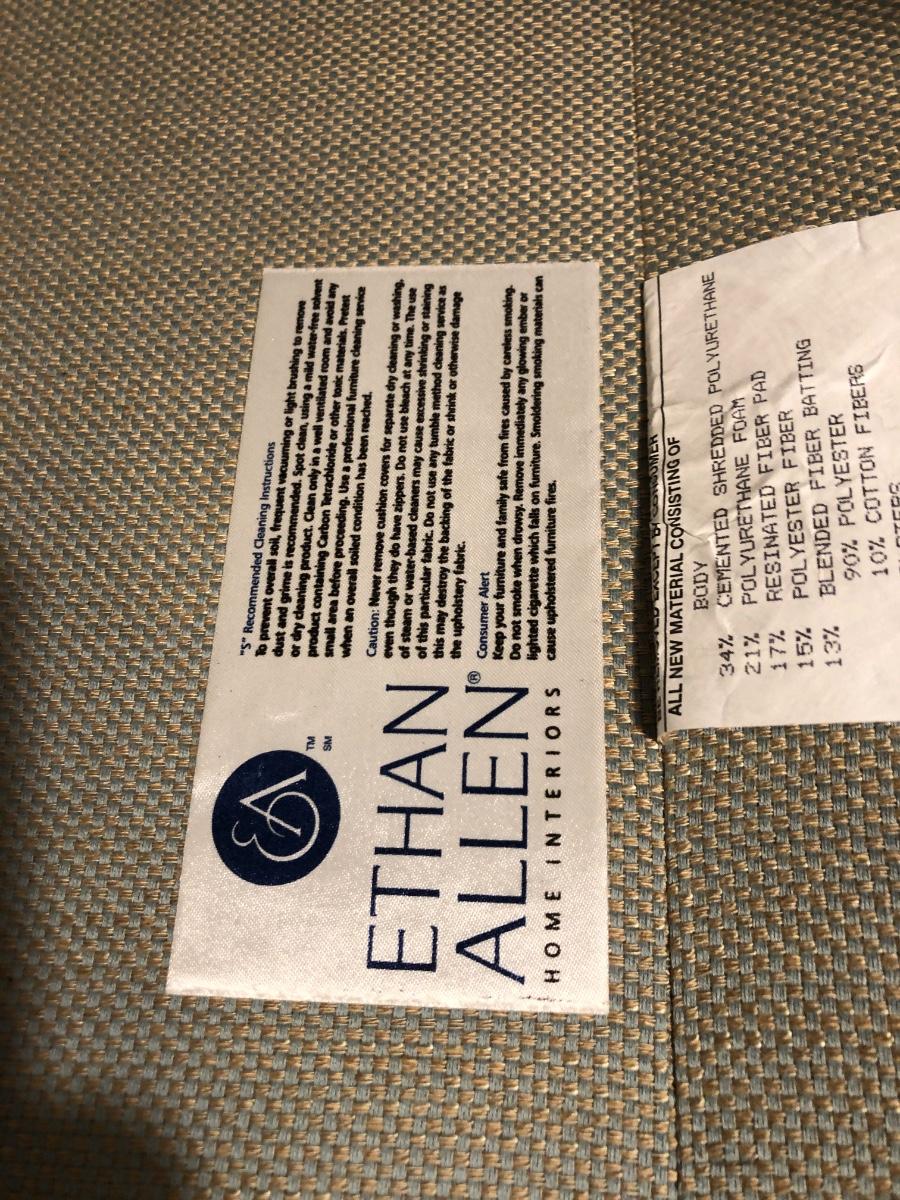 EA
TM
SM
ETHAN
ALLEN®
HOME INTERIORS
"S" Recommended Cleaning Instructions
To prevent overall soil, frequent vacuuming or light brushing to remove
dust and grime is recommended. Spot clean, using a mild water-free solvent
or dry cleaning product. Clean only in a well ventilated room and avoid any
product containing Carbon Tetrachloride or other toxic materials. Pretest
small area before proceeding. Use a professional furniture cleaning service
when an overall soiled condition has been reached.
Caution: Never remove cushion covers for separate dry cleaning or washing,
even though they do have zippers. Do not use bleach at any time. The use
of steam or water-based cleaners may cause excessive shrinking or staining
of this particular fabric. Do not use any tumble method cleaning service as
this may destroy the backing of the fabric or shrink or otherwise damage
the upholstery fabric.
Consumer Alert
Keep your furniture and family safe from fires caused by careless smoking.
Do not smoke when drowsy. Remove immediately any glowing ember or
lighted cigarette which falls on furniture. Smoldering smoking materials can
cause upholstered furniture fires.
BY CONSUMER
ALL NEW MATERIAL CONSISTING OF
BODY
34% CEMENTED SHREDDED POLYURETHANE
21% POLYURETHANE FOAM
17% RESINATED FIBER PAD
15% POLYESTER FIBER
13% BLENDED FIBER BATTING
90% POLYESTER
10% COTTON FIBERS